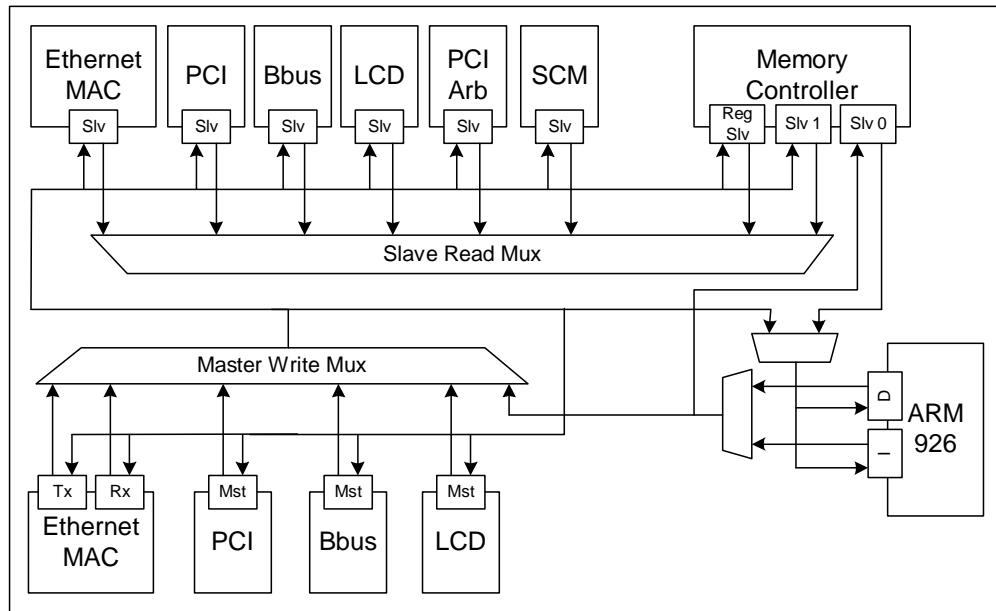 Ethernet
MAC
Slv
PCI
Slv
Bbus
Slv
LCD
Slv
PCI
Arb
Slv
SCM
Slv
Memory
Controller
Reg
Slv
Slv 1
Slv 0
Slave Read Mux
Master Write Mux
D
I
ARM
926
Tx
Rx
Ethernet
MAC
Mst
PCI
Mst
Bbus
Mst
LCD